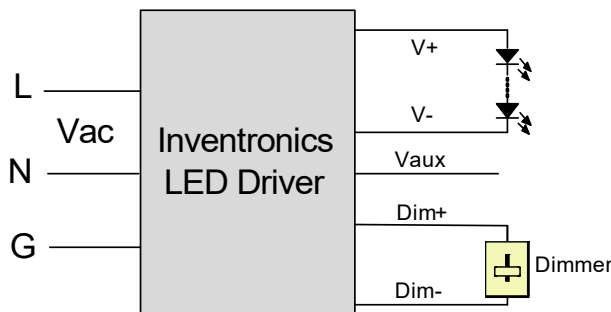 L
Vac
N
G
Inventronics
LED Driver
V+
V-
Vaux
Dim+
Dimmer
Dim-